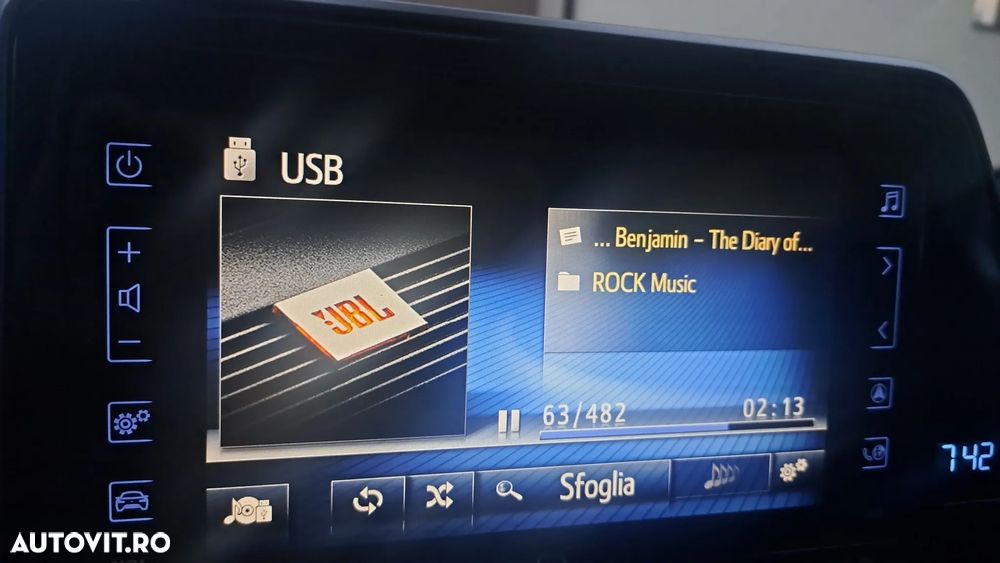 USB
JBL
... Benjamin – The Diary of...
ROCK Music
63/482 02:13
742
Sfoglia
AUTOVIT.RO